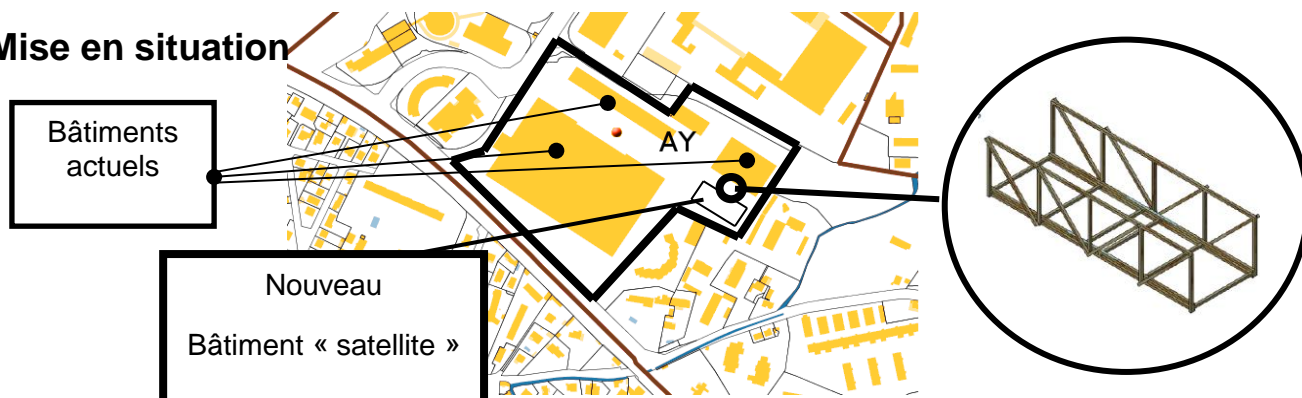 Mise en situation
Bâtiments
actuels
AY
Nouveau
Bâtiment « satellite »